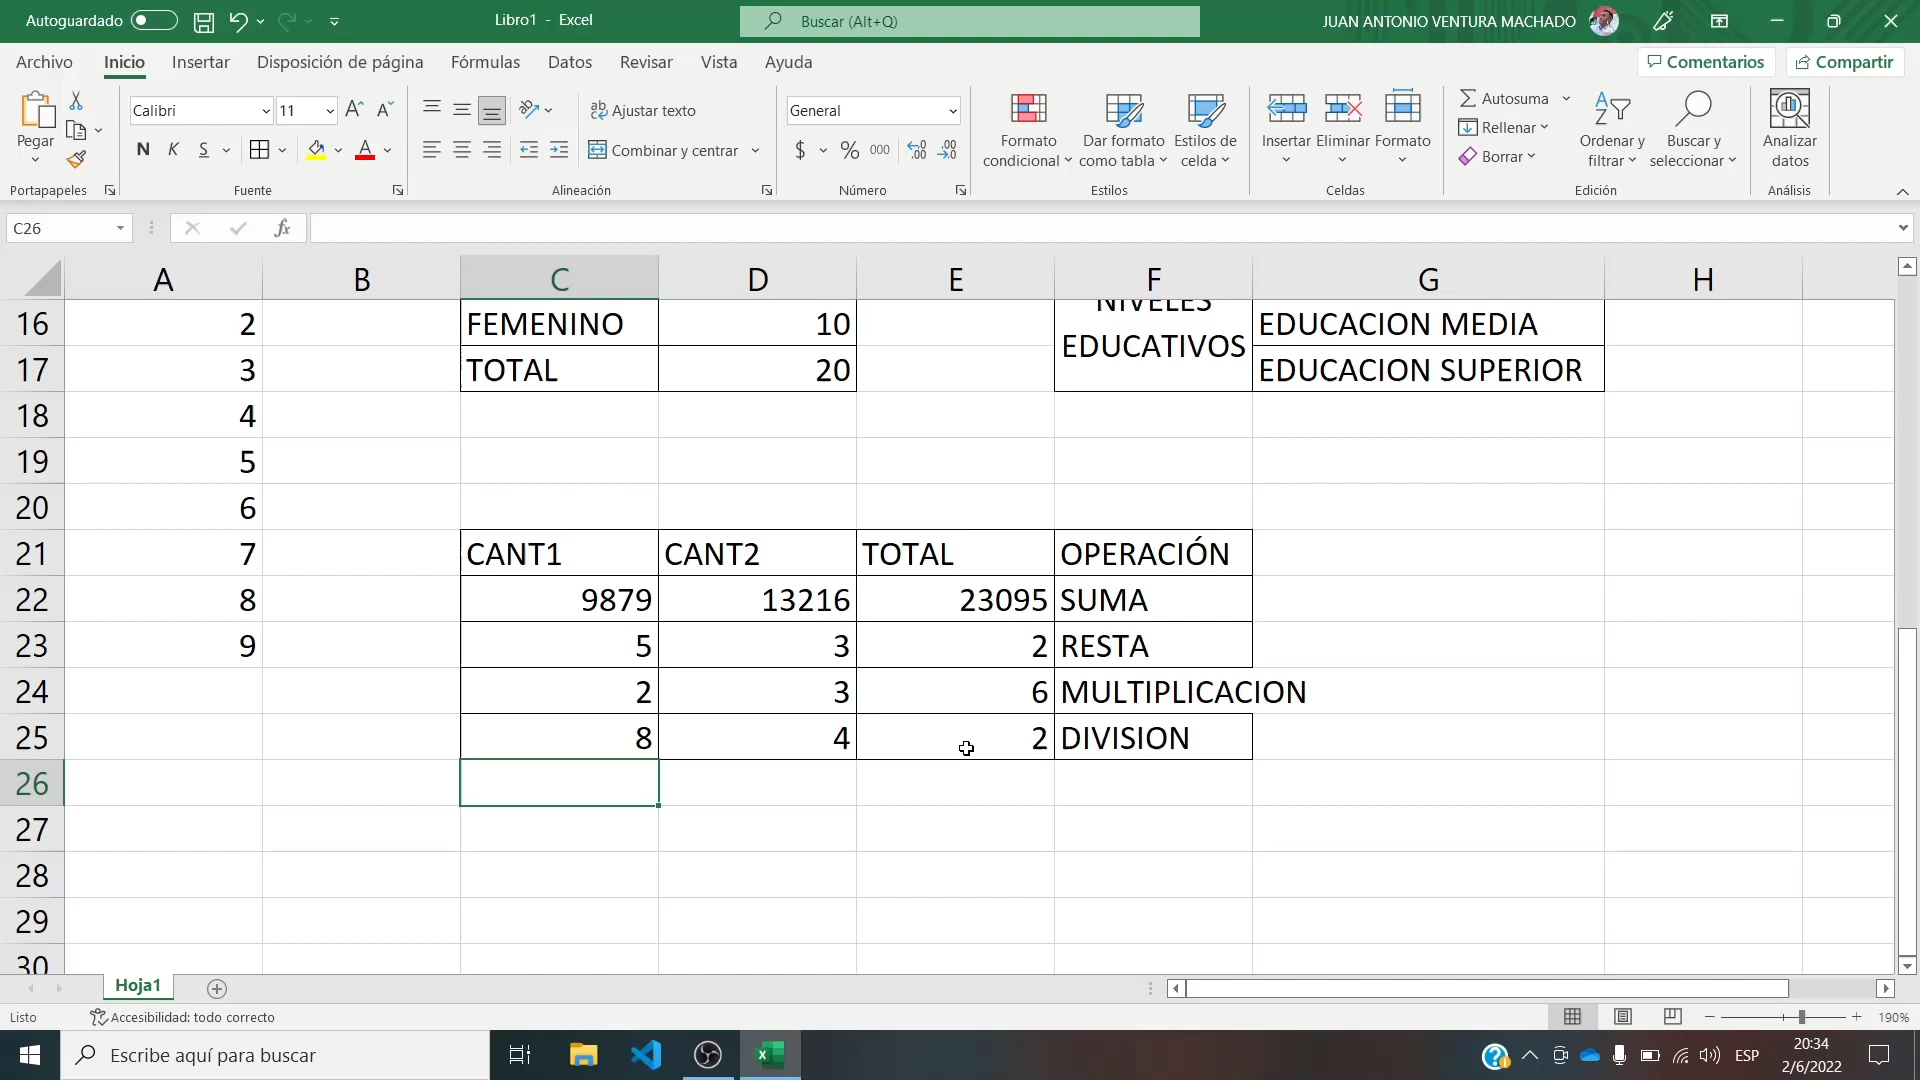 Autoguardado
Libro1 - Excel
Buscar (Alt+Q)
JUAN ANTONIO VENTURA MACHADO
Archivo Inicio Insertar Disposición de página Fórmulas Datos Revisar Vista Ayuda
Comentarios
Compartir
Pegar
Portapapeles
Calibri 11
N K S
Fuente
Ajustar texto
Combinar y centrar
Alineación
General
$ % 000
Número
Formato condicional
Dar formato como tabla
Estilos de celda
Estilos
Insertar Eliminar Formato
Celdas
Autosuma
Rellenar
Borrar
Ordenar y filtrar
Buscar y seleccionar
Edición
Analizar datos
Análisis
C26
fx
A B C D E F G H
NIVELES
16 2 FEMENINO 10 EDUCACION MEDIA
EDUCATIVOS
17 3 TOTAL 20 EDUCACION SUPERIOR
18 4
19 5
20 6
21 7 CANT1 CANT2 TOTAL OPERACIÓN
22 8 9879 13216 23095 SUMA
23 9 5 3 2 RESTA
24 2 3 6 MULTIPLICACION
25 8 4 2 DIVISION
26
27
28
29
30
Hoja1
Listo
Accesibilidad: todo correcto
190%
Escribe aquí para buscar
ESP
20:34
2/6/2022